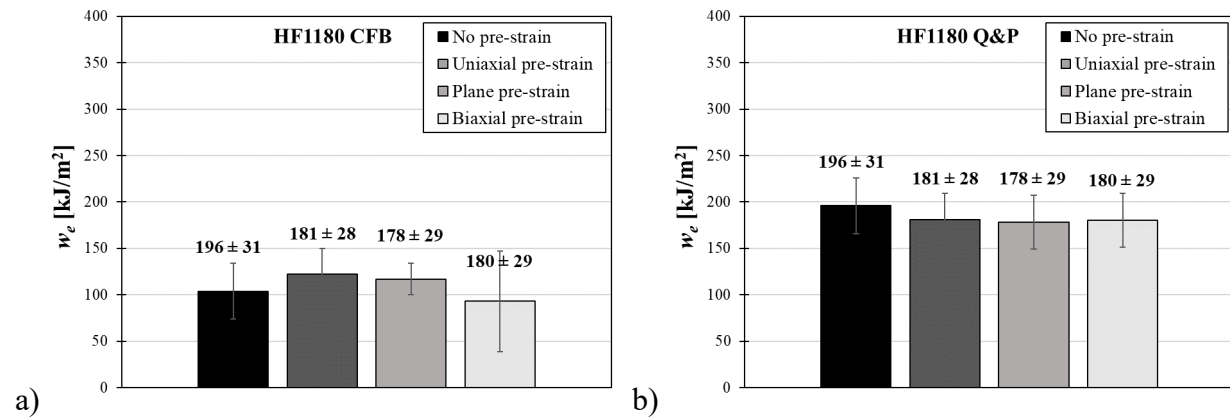 HF1180 CFB
No pre-strain
Uniaxial pre-strain
Plane pre-strain
Biaxial pre-strain
400
350
300
250
200
150
100
50
0
wₑ [kJ/m²]
196 ± 31
181 ± 28
178 ± 29
180 ± 29
a)
HF1180 Q&P
No pre-strain
Uniaxial pre-strain
Plane pre-strain
Biaxial pre-strain
400
350
300
250
200
150
100
50
0
wₑ [kJ/m²]
196 ± 31
181 ± 28
178 ± 29
180 ± 29
b)